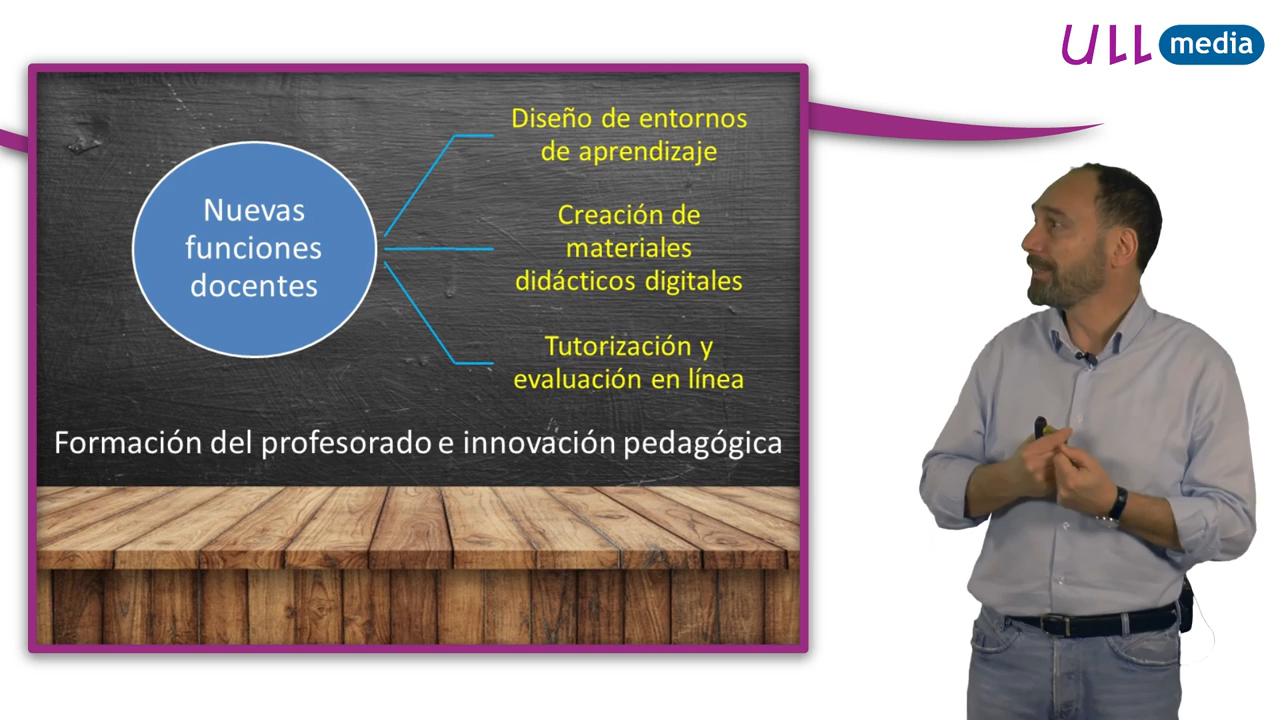 ULL media
Nuevas
funciones
docentes
Diseño de entornos
de aprendizaje
Creación de
materiales
didácticos digitales
Tutorización y
evaluación en línea
Formación del profesorado e innovación pedagógica